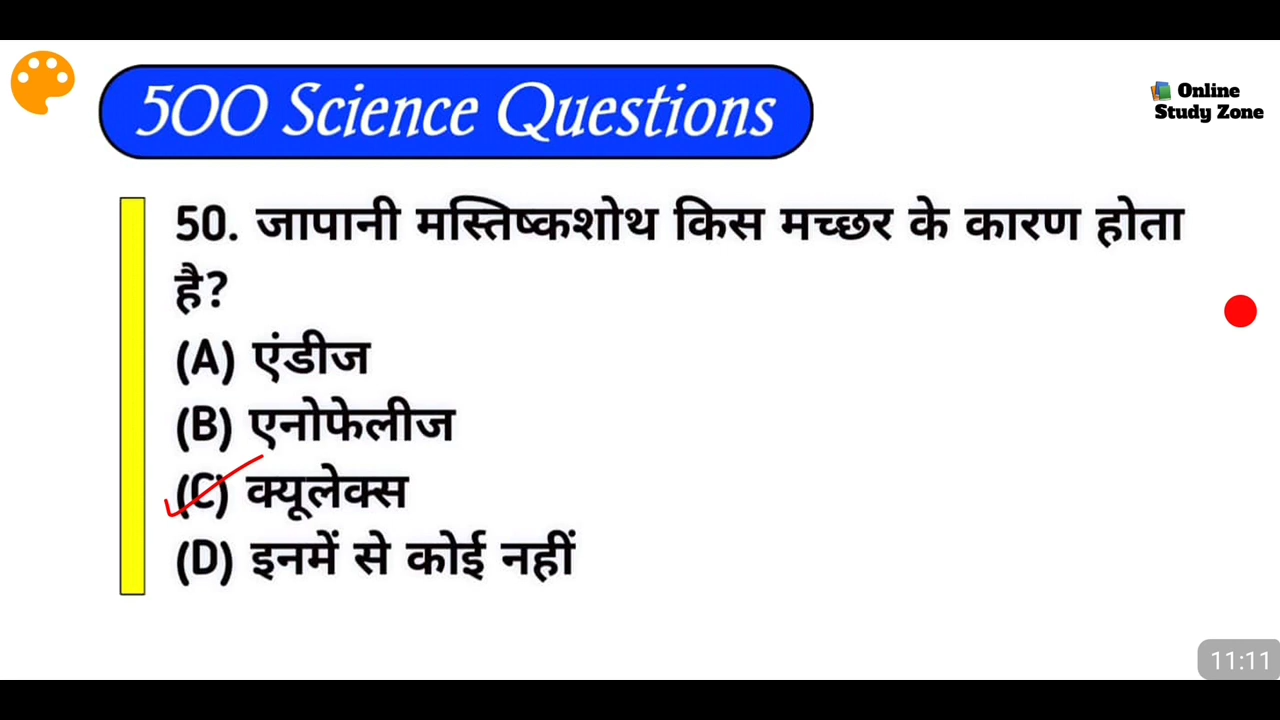 500 Science Questions
Online
Study Zone
50. जापानी मस्तिष्कशोथ किस मच्छर के कारण होता
है?
(A) एंडीज
(B) एनोफेलीज
(C) क्यूलेक्स
(D) इनमें से कोई नहीं
11:11